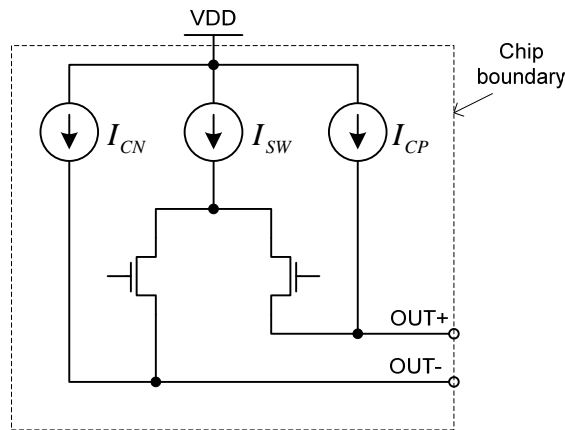 VDD
Chip
boundary
I_CN
I_SW
I_CP
OUT+
OUT-